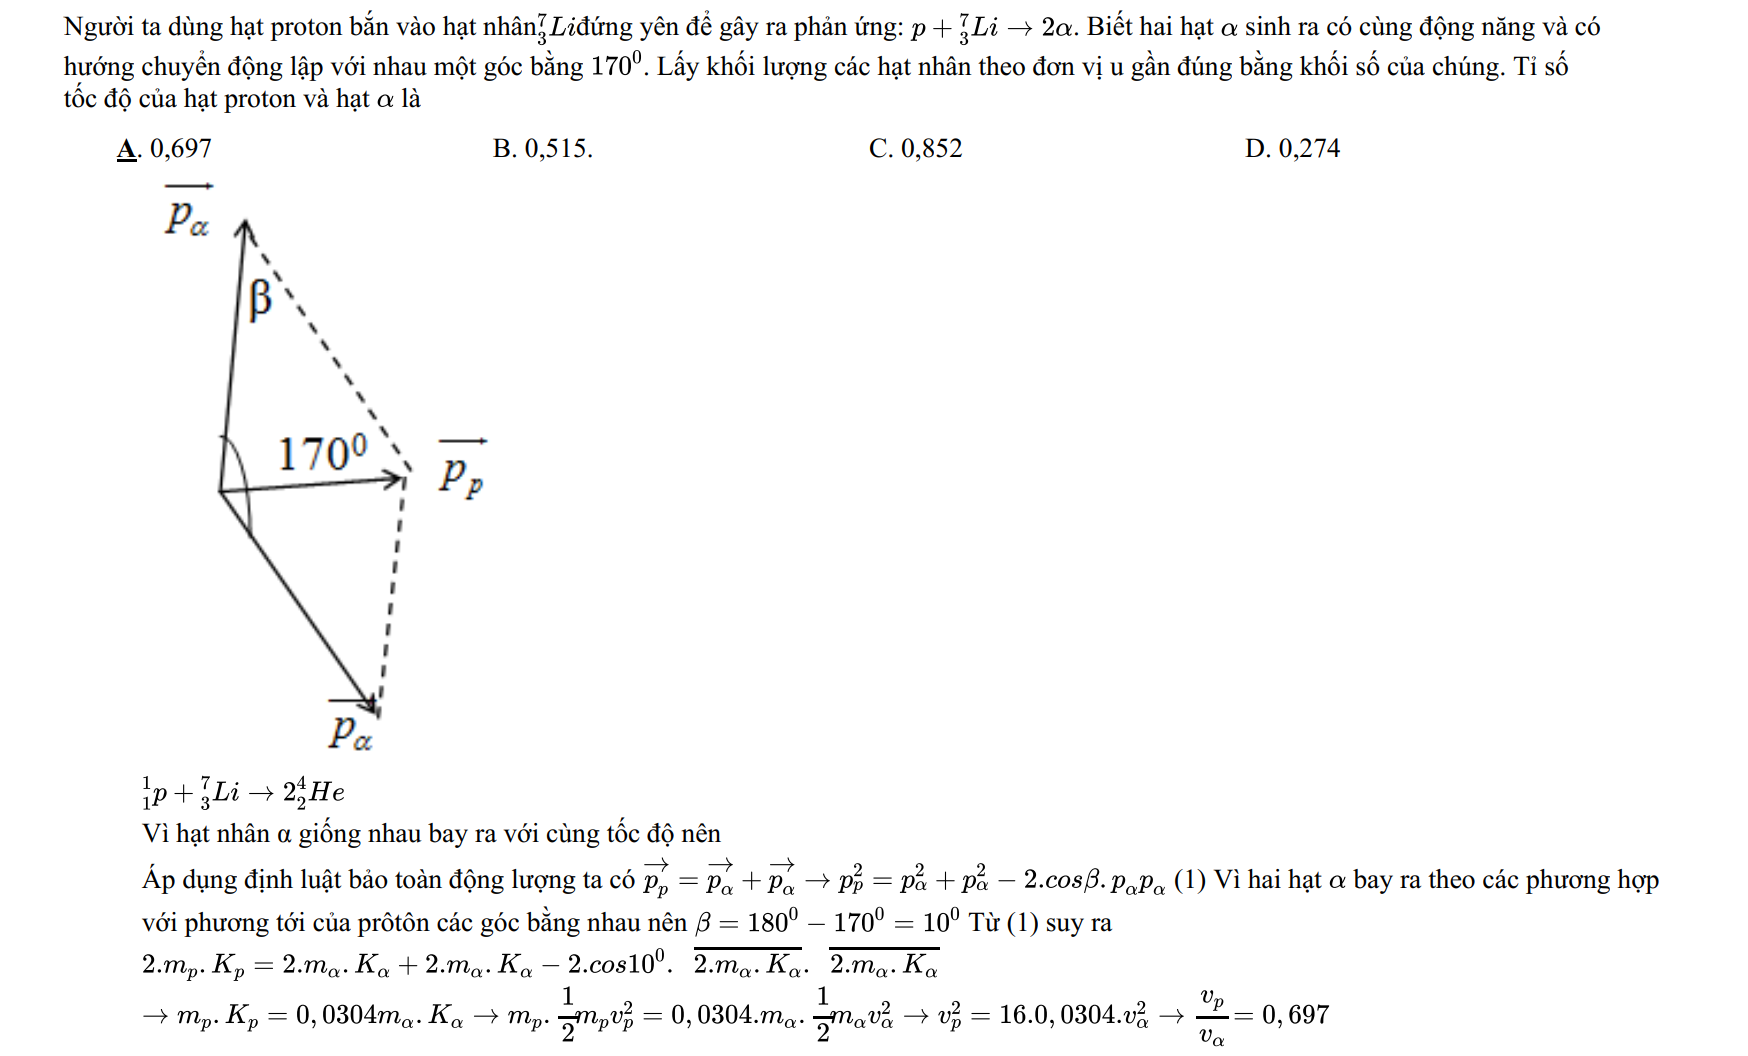 Người ta dùng hạt proton bắn vào hạt nhân$^7_3Li$đứng yên để gây ra phản ứng: $p + ^7_3Li \to 2\alpha$. Biết hai hạt $\alpha$ sinh ra có cùng động năng và có
hướng chuyển động lập với nhau một góc bằng $170^0$. Lấy khối lượng các hạt nhân theo đơn vị u gần đúng bằng khối số của chúng. Tỉ số
tốc độ của hạt proton và hạt $\alpha$ là
A. 0,697 B. 0,515. C. 0,852 D. 0,274
$\overrightarrow{p_\alpha}$
β
$170^0$ $\overrightarrow{p_p}$
$\overrightarrow{p_\alpha}$
$^1_1p + ^7_3Li \to 2^4_2He$
Vì hạt nhân α giống nhau bay ra với cùng tốc độ nên
Áp dụng định luật bảo toàn động lượng ta có $\overrightarrow{p_p} = \overrightarrow{p_\alpha} + \overrightarrow{p_\alpha} \to p_p^2 = p_\alpha^2 + p_\alpha^2 - 2.cos\beta.p_\alpha p_\alpha$ (1) Vì hai hạt $\alpha$ bay ra theo các phương hợp
với phương tới của prôtôn các góc bằng nhau nên $\beta = 180^0 - 170^0 = 10^0$ Từ (1) suy ra
$2.m_p.K_p = 2.m_\alpha.K_\alpha + 2.m_\alpha.K_\alpha - 2.cos10^0.\ \overline{2.m_\alpha.K_\alpha}.\ \overline{2.m_\alpha.K_\alpha}$
$\to m_p.K_p = 0,0304m_\alpha.K_\alpha \to m_p.\frac{1}{2}m_pv_p^2 = 0,0304.m_\alpha.\frac{1}{2}m_\alpha v_\alpha^2 \to v_p^2 = 16.0,0304.v_\alpha^2 \to \frac{v_p}{v_\alpha} = 0,697$